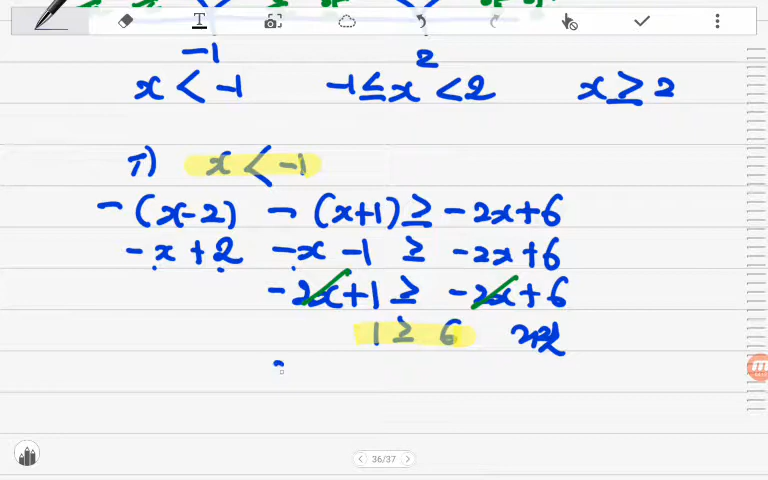 T
-1 2
x < -1 -1 ≤ x < 2 x ≥ 2
i) x < -1
-(x-2) - (x+1) ≥ -2x+6
-x + 2 -x -1 ≥ -2x+6
-2x+1 ≥ -2x+6
1 ≥ 6
36/37